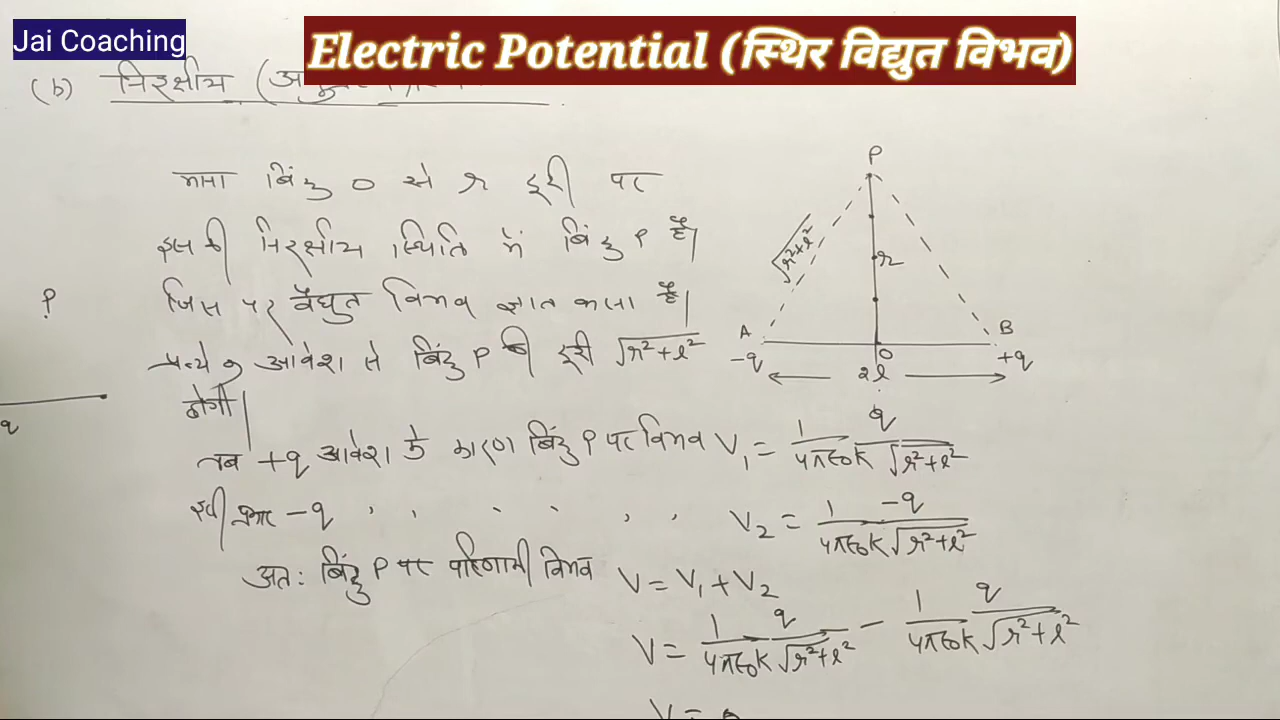 Jai Coaching
Electric Potential (स्थिर विद्युत विभव)
(b) निरक्षीय (अनु
माना बिंदु O से r दूरी पर
इसकी निरक्षीय स्थिति में बिंदु P है।
जिस पर वैद्युत विभव ज्ञात करना है।
प्रत्येक आवेश से बिंदु P की दूरी √r²+l²
होगी।
तब +q आवेश के कारण बिंदु P पर विभव V₁ = 1/4πε₀K q/√r²+l²
इसी प्रकार -q , , , , , , V₂ = 1/4πε₀K -q/√r²+l²
अतः बिंदु P पर परिणामी विभव V = V₁ + V₂
V = 1/4πε₀K q/√r²+l² - 1/4πε₀K q/√r²+l²
V =
P
√r²+l²
r
A
B
-q
O
+q
2l
P
q